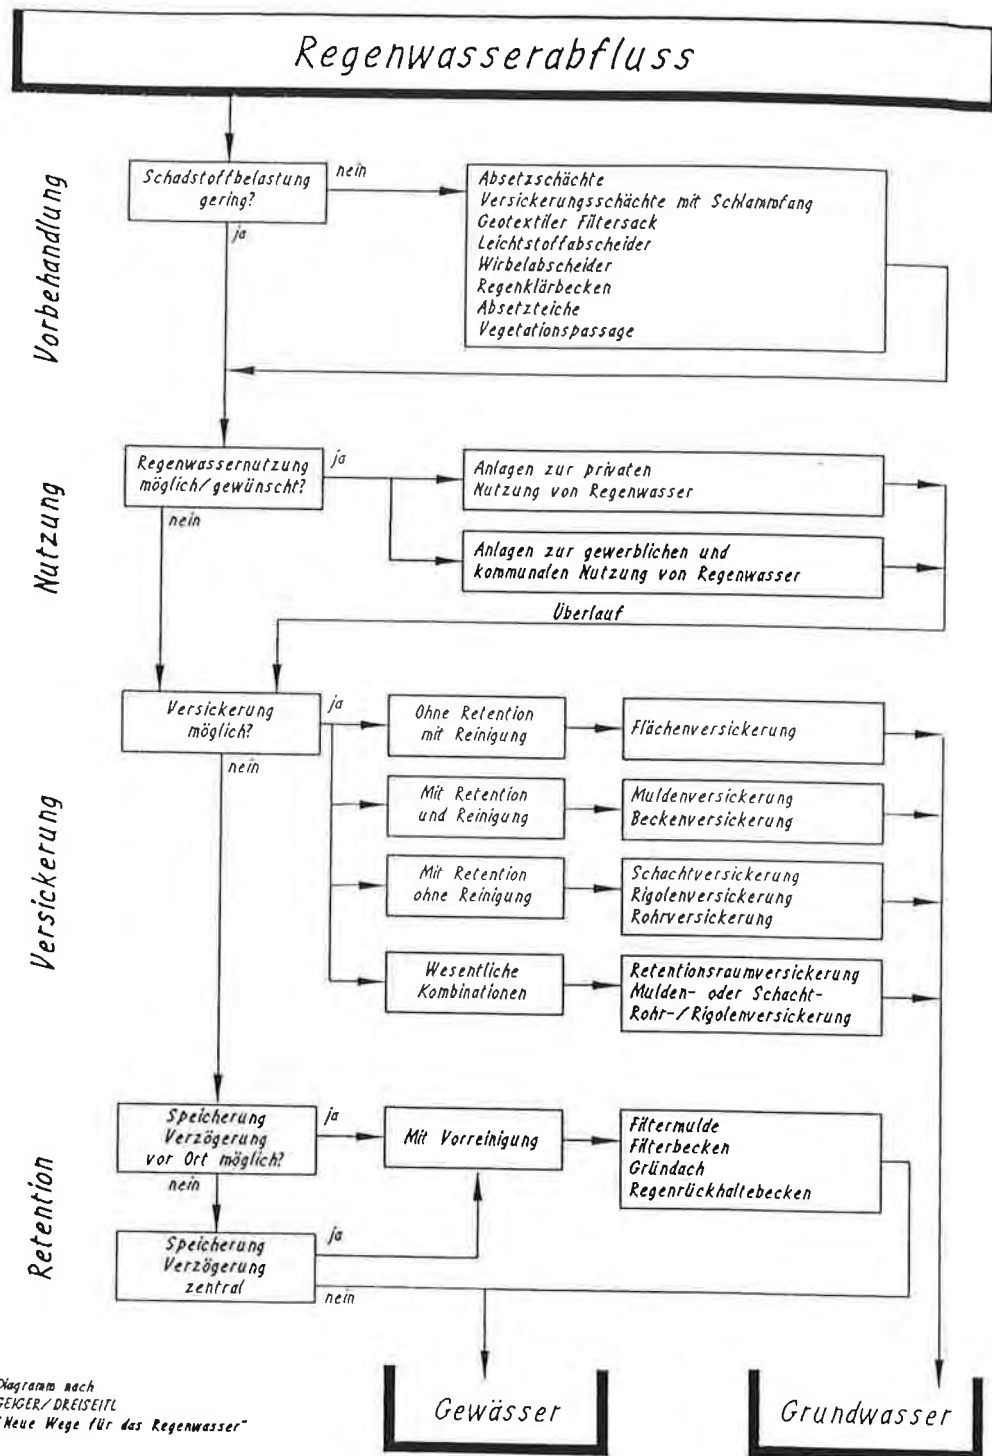 Regenwasserabfluss
Vorbehandlung
Schadstoffbelastung
gering?
nein
ja
Absetzschächte
Versickerungsschächte mit Schlammfang
Geotextiler Filtersack
Leichtstoffabscheider
Wirbelabscheider
Regenklärbecken
Absetzteiche
Vegetationspassage
Nutzung
Regenwassernutzung
möglich/gewünscht?
ja
nein
Anlagen zur privaten
Nutzung von Regenwasser
Anlagen zur gewerblichen und
kommunalen Nutzung von Regenwasser
Überlauf
Versickerung
Versickerung
möglich?
ja
nein
Ohne Retention
mit Reinigung
Flächenversickerung
Mit Retention
und Reinigung
Muldenversickerung
Beckenversickerung
Mit Retention
ohne Reinigung
Schachtversickerung
Rigolenversickerung
Rohrversickerung
Wesentliche
Kombinationen
Retentionsraumversickerung
Mulden- oder Schacht-
Rohr-/Rigolenversickerung
Retention
Speicherung
Verzögerung
vor Ort möglich?
ja
nein
Mit Vorreinigung
Filtermulde
Filterbecken
Gründach
Regenrückhaltebecken
Speicherung
Verzögerung
zentral
ja
nein
Gewässer
Grundwasser
Diagramm nach
GEIGER/DREISEITL
"Neue Wege für das Regenwasser"